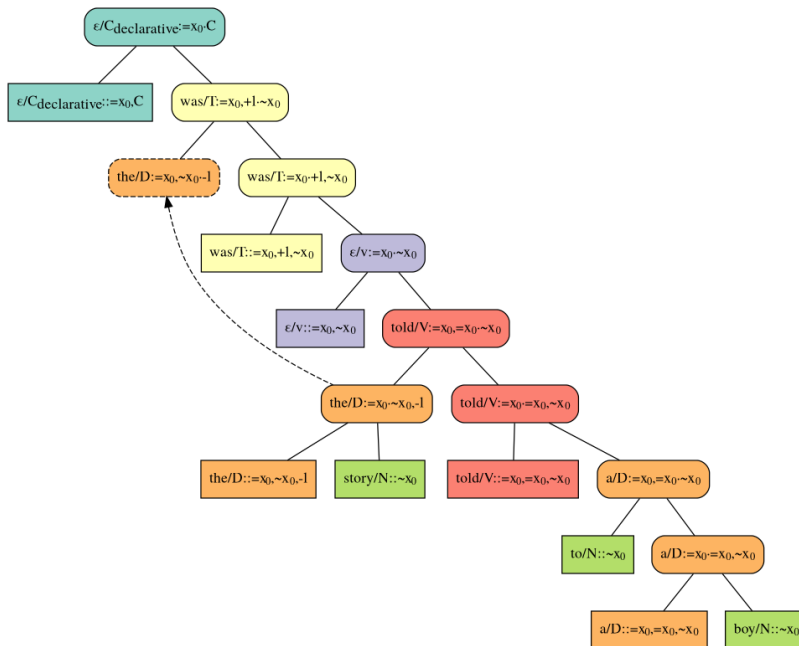 ε/C_declarative:=x₀·C
ε/C_declarative::=x₀,C
was/T:=x₀,+l·~x₀
the/D:=x₀,~x₀·-l
was/T:=x₀·+l,~x₀
was/T::=x₀,+l,~x₀
ε/v:=x₀·~x₀
ε/v::=x₀,~x₀
told/V:=x₀,=x₀·~x₀
the/D:=x₀·~x₀,-l
told/V:=x₀·=x₀,~x₀
the/D::=x₀,~x₀,-l
story/N::~x₀
told/V::=x₀,=x₀,~x₀
a/D:=x₀,=x₀·~x₀
to/N::~x₀
a/D:=x₀·=x₀,~x₀
a/D::=x₀,=x₀,~x₀
boy/N::~x₀